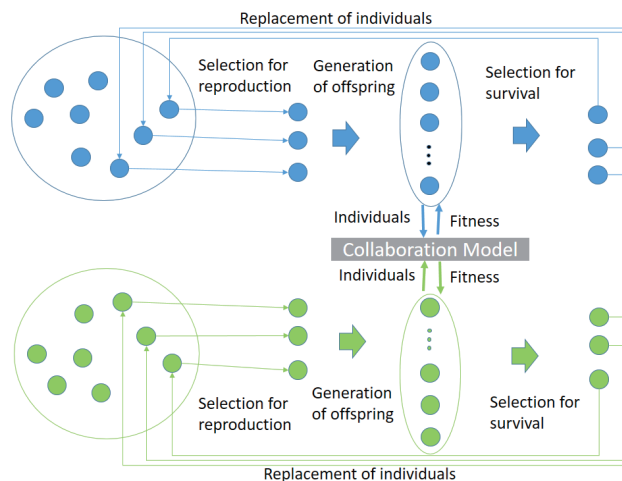 Replacement of individuals
Selection for
reproduction
Generation
of offspring
Selection for
survival
Individuals
Fitness
Collaboration Model
Individuals
Fitness
Selection for
reproduction
Generation
of offspring
Selection for
survival
Replacement of individuals